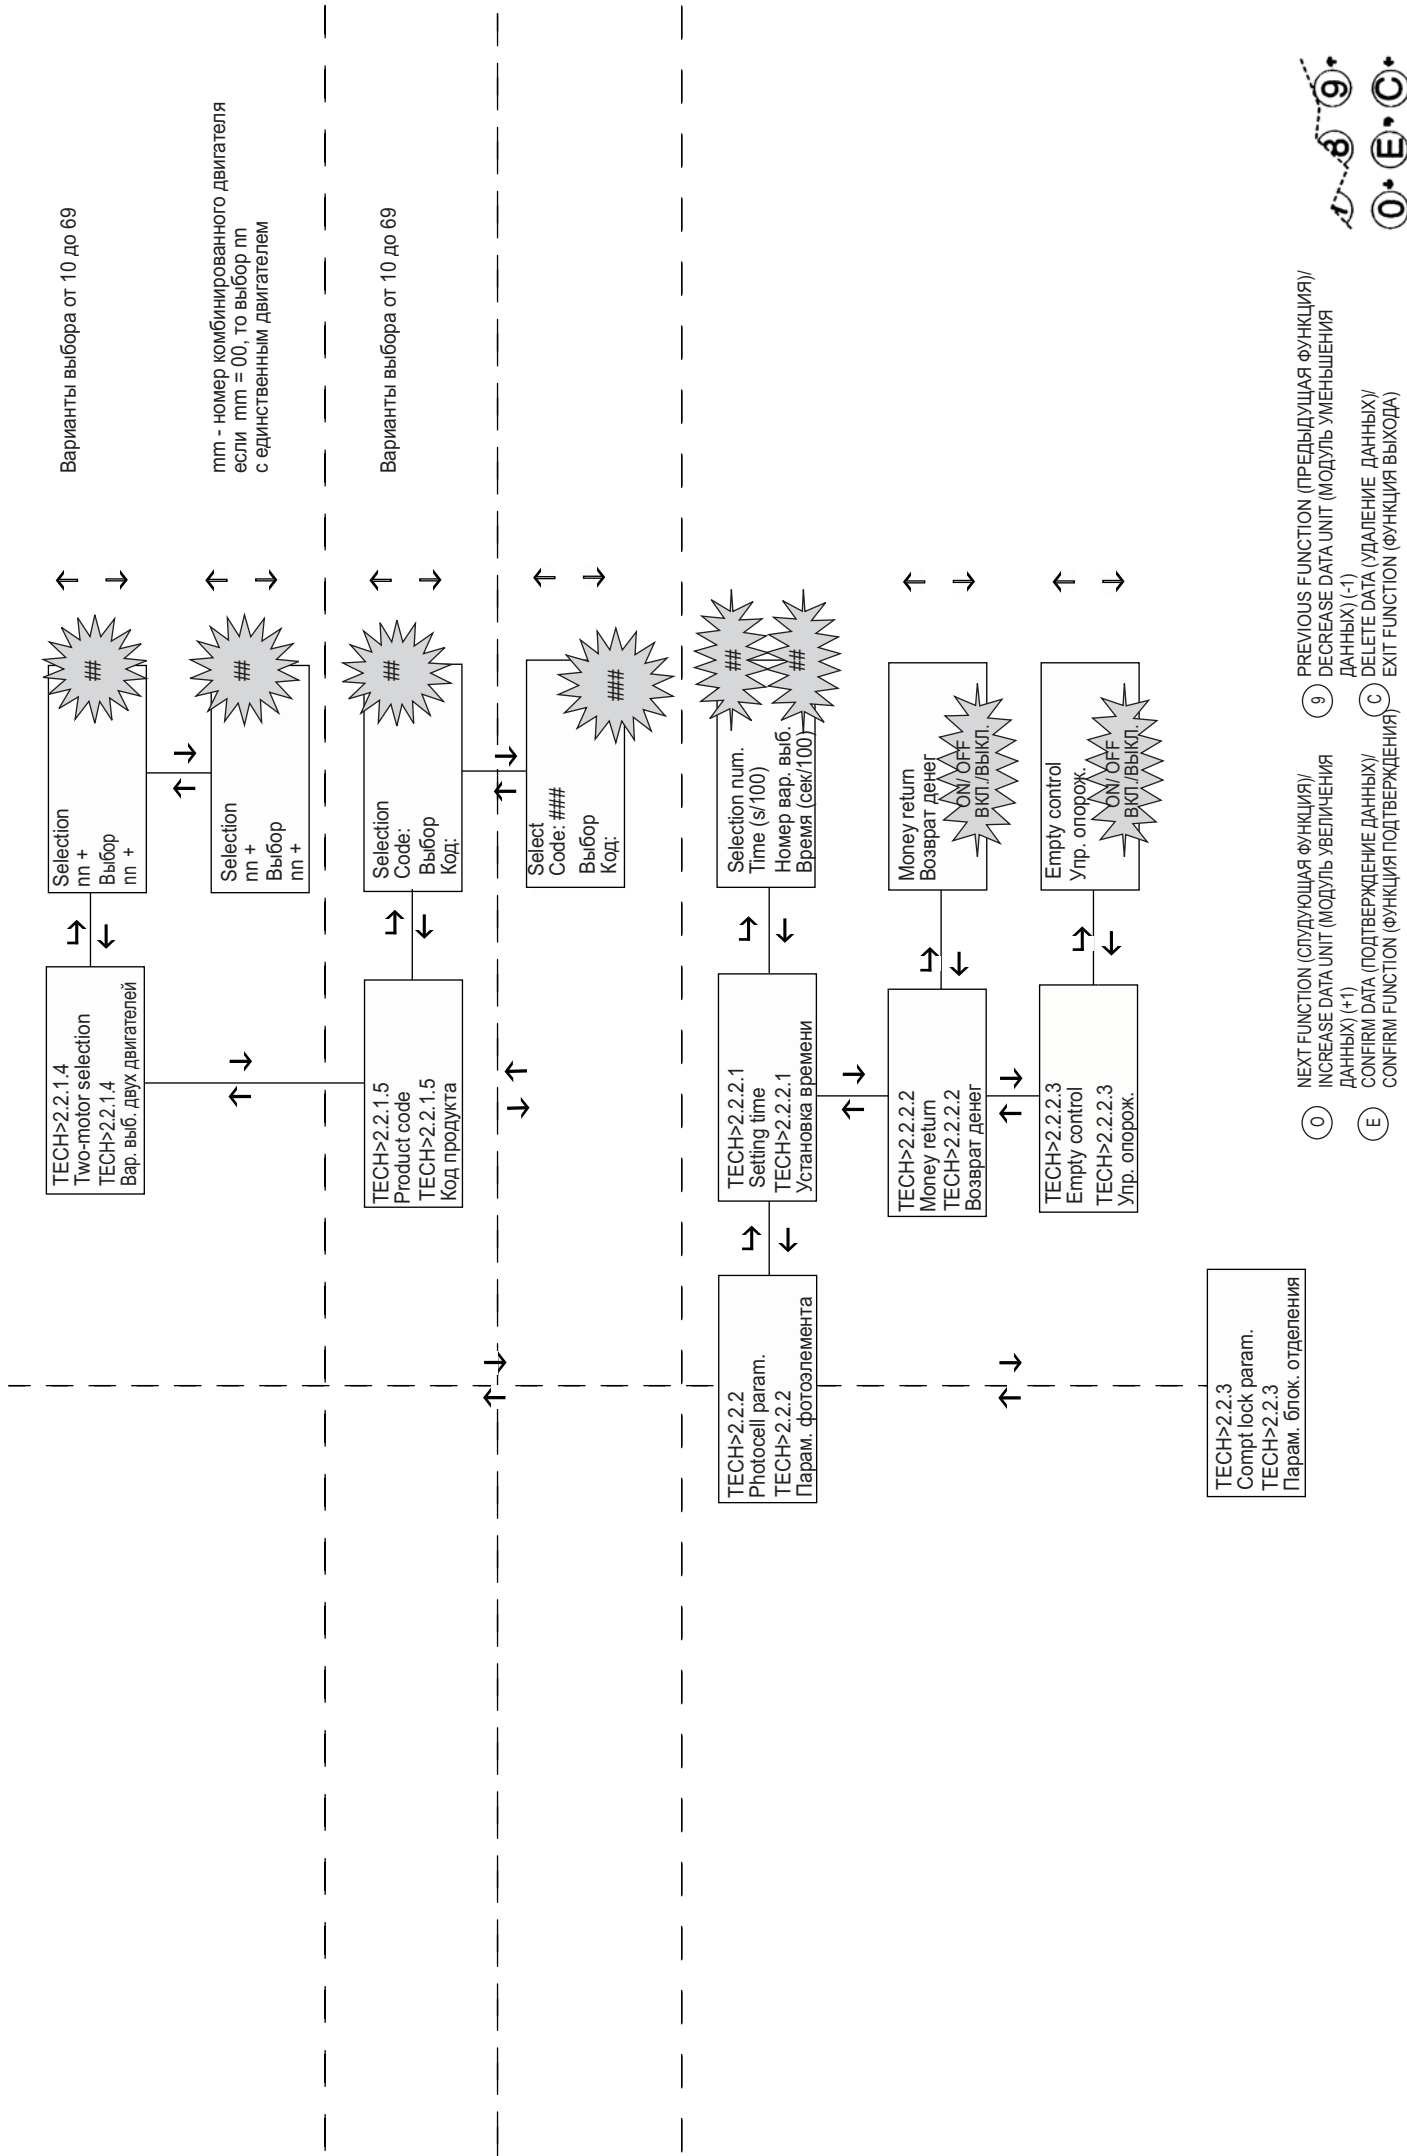 TECH>2.2.1.4
Two-motor selection
TECH>2.2.1.4
Вар. выб. двух двигателей
Selection
nn +
Выбор
nn +
##
Варианты выбора от 10 до 69
Selection
nn +
Выбор
nn +
##
mm - номер комбинированного двигателя
если mm = 00, то выбор nn
с единственным двигателем
TECH>2.2.1.5
Product code
TECH>2.2.1.5
Код продукта
Selection
Code:
Выбор
Код:
##
Варианты выбора от 10 до 69
Select
Code: ###
Выбор
Код:
###
TECH>2.2.2
Photocell param.
TECH>2.2.2
Парам. фотоэлемента
TECH>2.2.2.1
Setting time
TECH>2.2.2.1
Установка времени
Selection num.
Time (s/100)
Номер вар. выб.
Время (сек/100)
##
##
TECH>2.2.2.2
Money return
TECH>2.2.2.2
Возврат денег
Money return
Возврат денег
ON/ OFF
ВКЛ./ВЫКЛ.
TECH>2.2.2.3
Empty control
TECH>2.2.2.3
Упр. опорож.
Empty control
Упр. опорож.
ON/ OFF
ВКЛ./ВЫКЛ.
TECH>2.2.3
Compt lock param.
TECH>2.2.3
Парам. блок. отделения
0 NEXT FUNCTION (СЛУДУЮЩАЯ ФУНКЦИЯ)/
INCREASE DATA UNIT (МОДУЛЬ УВЕЛИЧЕНИЯ
ДАННЫХ) (+1)
E CONFIRM DATA (ПОДТВЕРЖДЕНИЕ ДАННЫХ)/
CONFIRM FUNCTION (ФУНКЦИЯ ПОДТВЕРЖДЕНИЯ)
9 PREVIOUS FUNCTION (ПРЕДЫДУЩАЯ ФУНКЦИЯ)/
DECREASE DATA UNIT (МОДУЛЬ УМЕНЬШЕНИЯ
ДАННЫХ) (-1)
C DELETE DATA (УДАЛЕНИЕ ДАННЫХ)/
EXIT FUNCTION (ФУНКЦИЯ ВЫХОДА)
8 9
0 E C